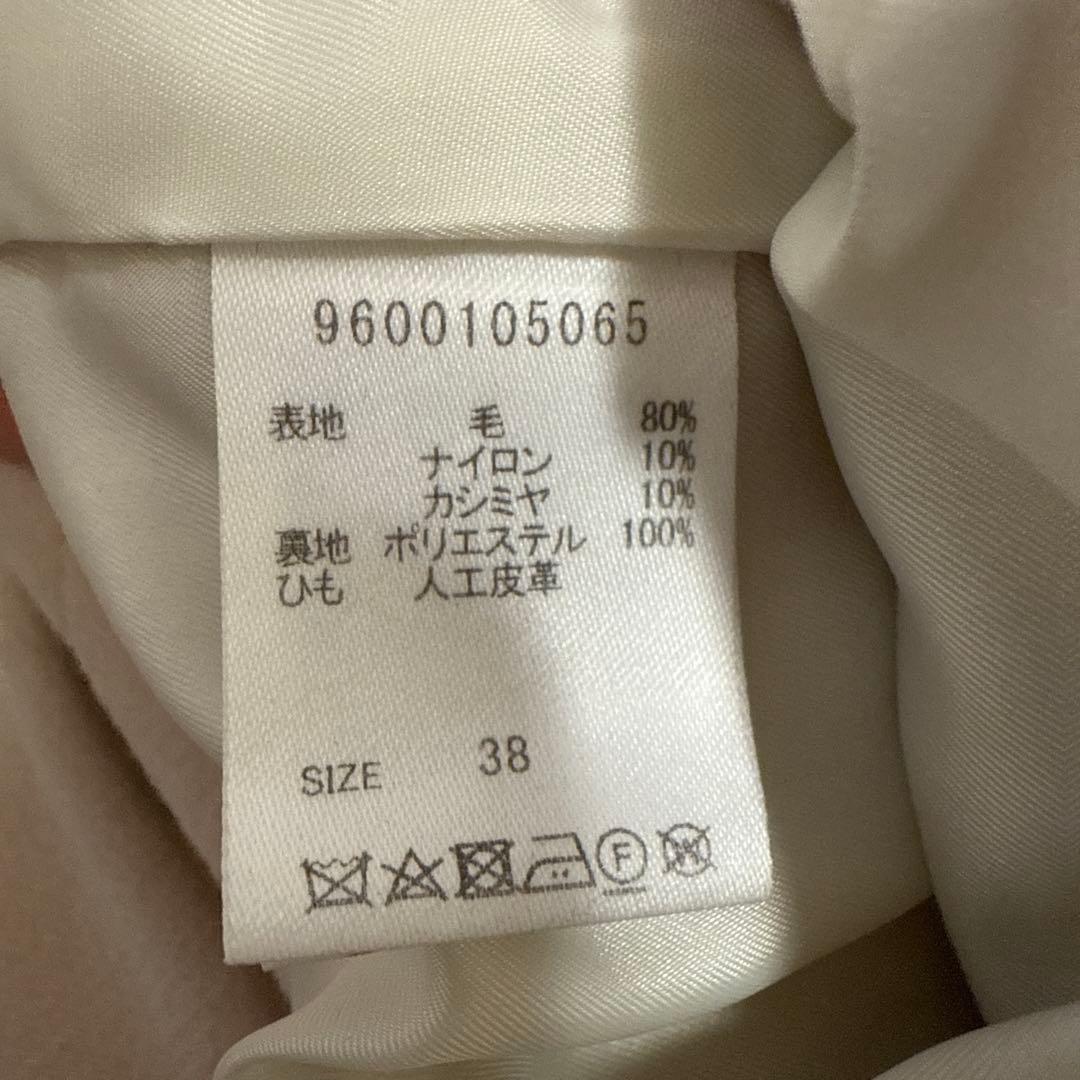 9600105065
表地 毛 80%
ナイロン 10%
カシミヤ 10%
裏地 ポリエステル 100%
ひも 人工皮革
SIZE 38
F W